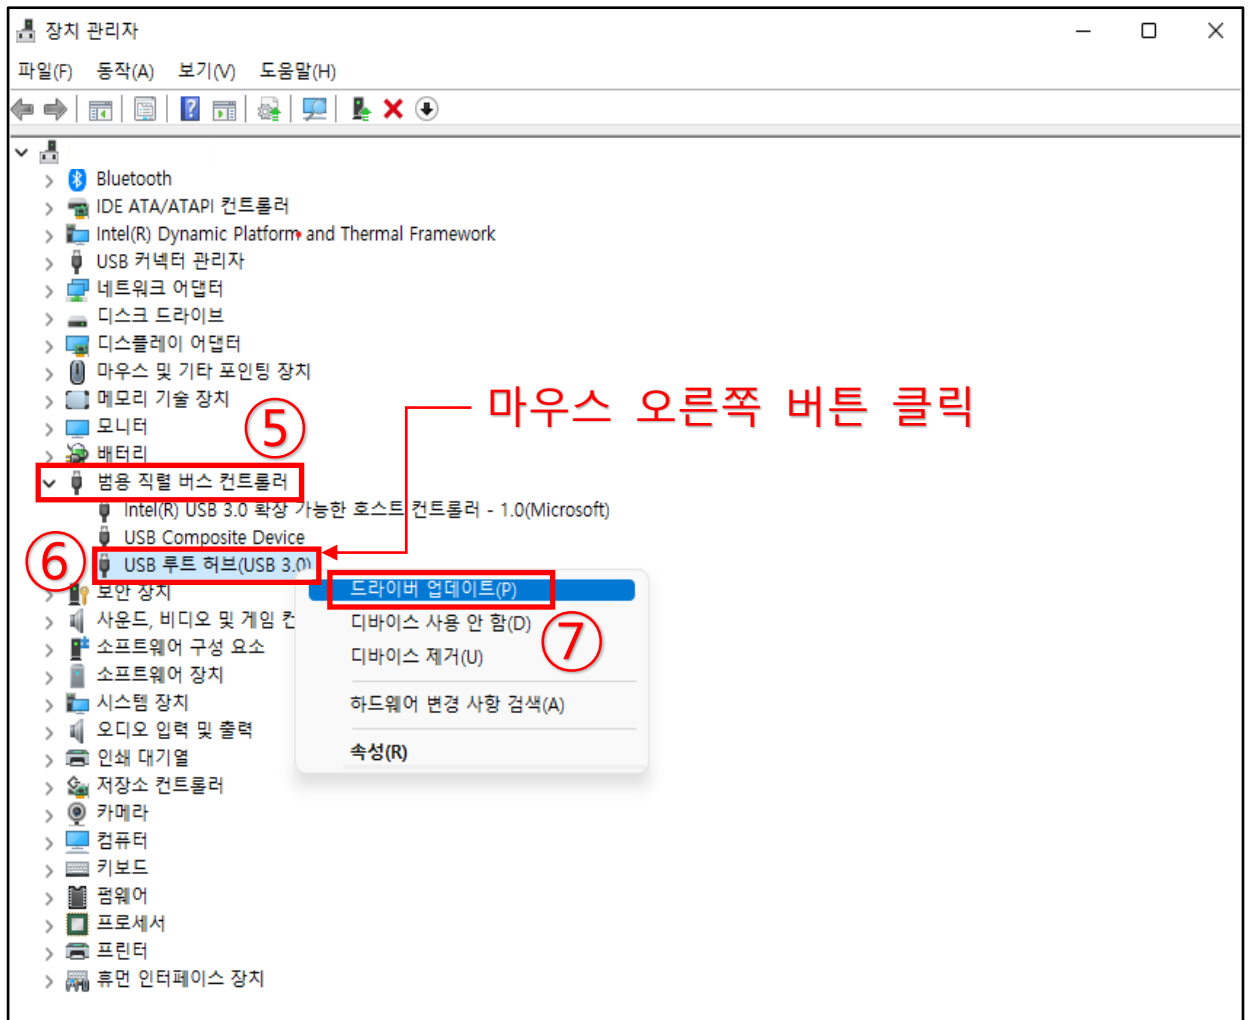 장치 관리자
파일(F) 동작(A) 보기(V) 도움말(H)
Bluetooth
IDE ATA/ATAPI 컨트롤러
Intel(R) Dynamic Platform and Thermal Framework
USB 커넥터 관리자
네트워크 어댑터
디스크 드라이브
디스플레이 어댑터
마우스 및 기타 포인팅 장치
메모리 기술 장치
마우스 오른쪽 버튼 클릭
⑤
모니터
배터리
범용 직렬 버스 컨트롤러
Intel(R) USB 3.0 확장 가능한 호스트 컨트롤러 - 1.0(Microsoft)
USB Composite Device
⑥
USB 루트 허브(USB 3.0)
드라이버 업데이트(P)
디바이스 사용 안 함(D)
⑦
디바이스 제거(U)
하드웨어 변경 사항 검색(A)
속성(R)
보안 장치
사운드, 비디오 및 게임 컨
소프트웨어 구성 요소
소프트웨어 장치
시스템 장치
오디오 입력 및 출력
인쇄 대기열
저장소 컨트롤러
카메라
컴퓨터
키보드
펌웨어
프로세서
프린터
휴먼 인터페이스 장치